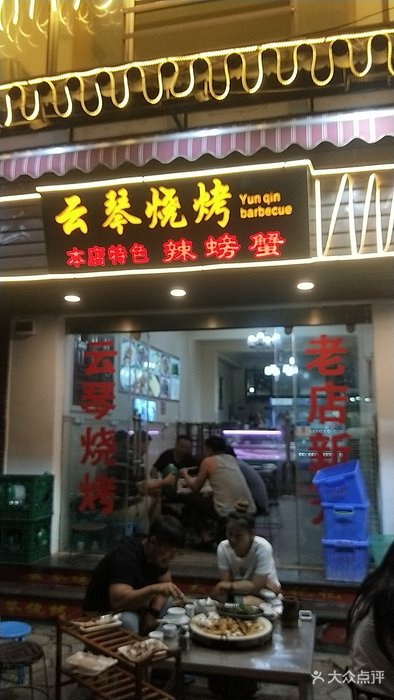 云琴烧烤
Yun qin
barbecue
本店特色 辣螃蟹
云琴烧烤
老店新
大众点评